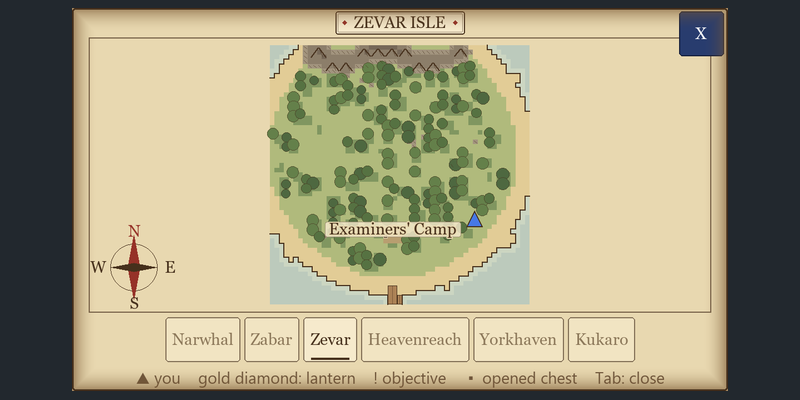 ZEVAR ISLE
X
Examiners' Camp
N
W E
S
Narwhal Zabar Zevar Heavenreach Yorkhaven Kukaro
you gold diamond: lantern ! objective opened chest Tab: close